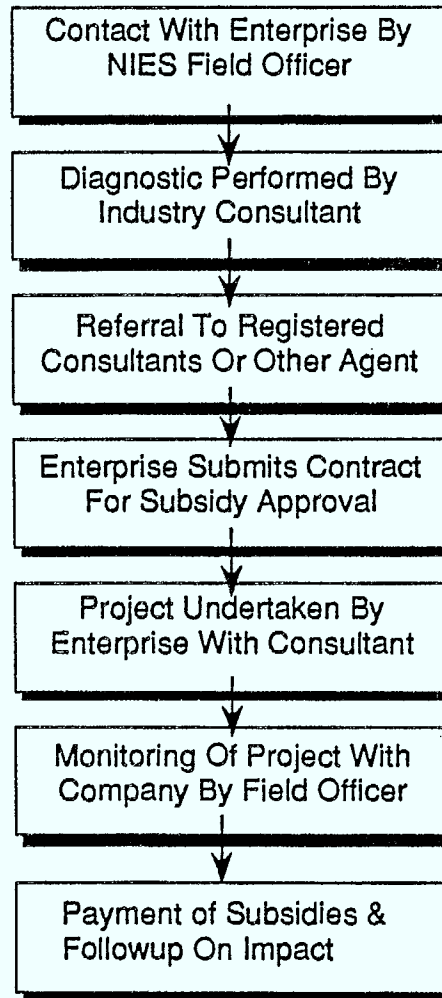 Contact With Enterprise By
NIES Field Officer
Diagnostic Performed By
Industry Consultant
Referral To Registered
Consultants Or Other Agent
Enterprise Submits Contract
For Subsidy Approval
Project Undertaken By
Enterprise With Consultant
Monitoring Of Project With
Company By Field Officer
Payment of Subsidies &
Followup On Impact